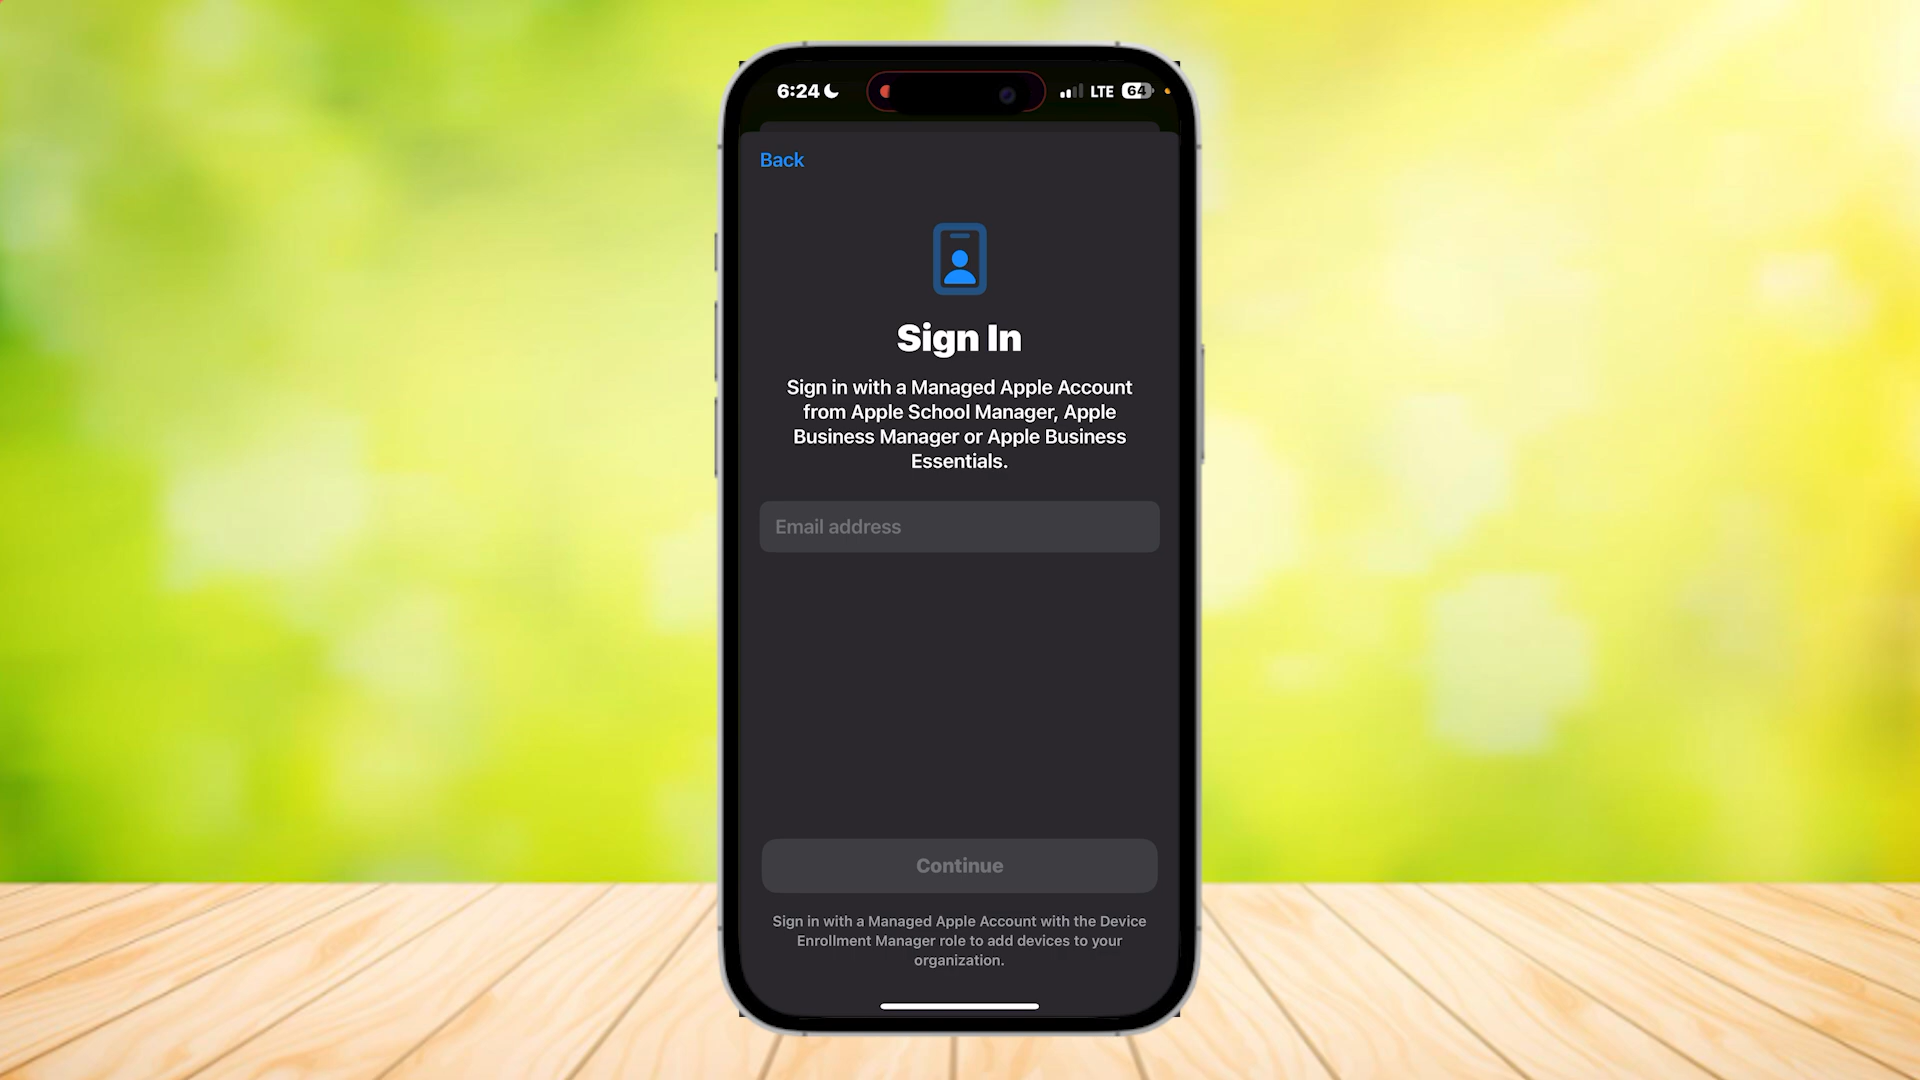 6:24 LTE 64
Back
Sign In
Sign in with a Managed Apple Account
from Apple School Manager, Apple
Business Manager or Apple Business
Essentials.
Email address
Continue
Sign in with a Managed Apple Account with the Device
Enrollment Manager role to add devices to your
organization.